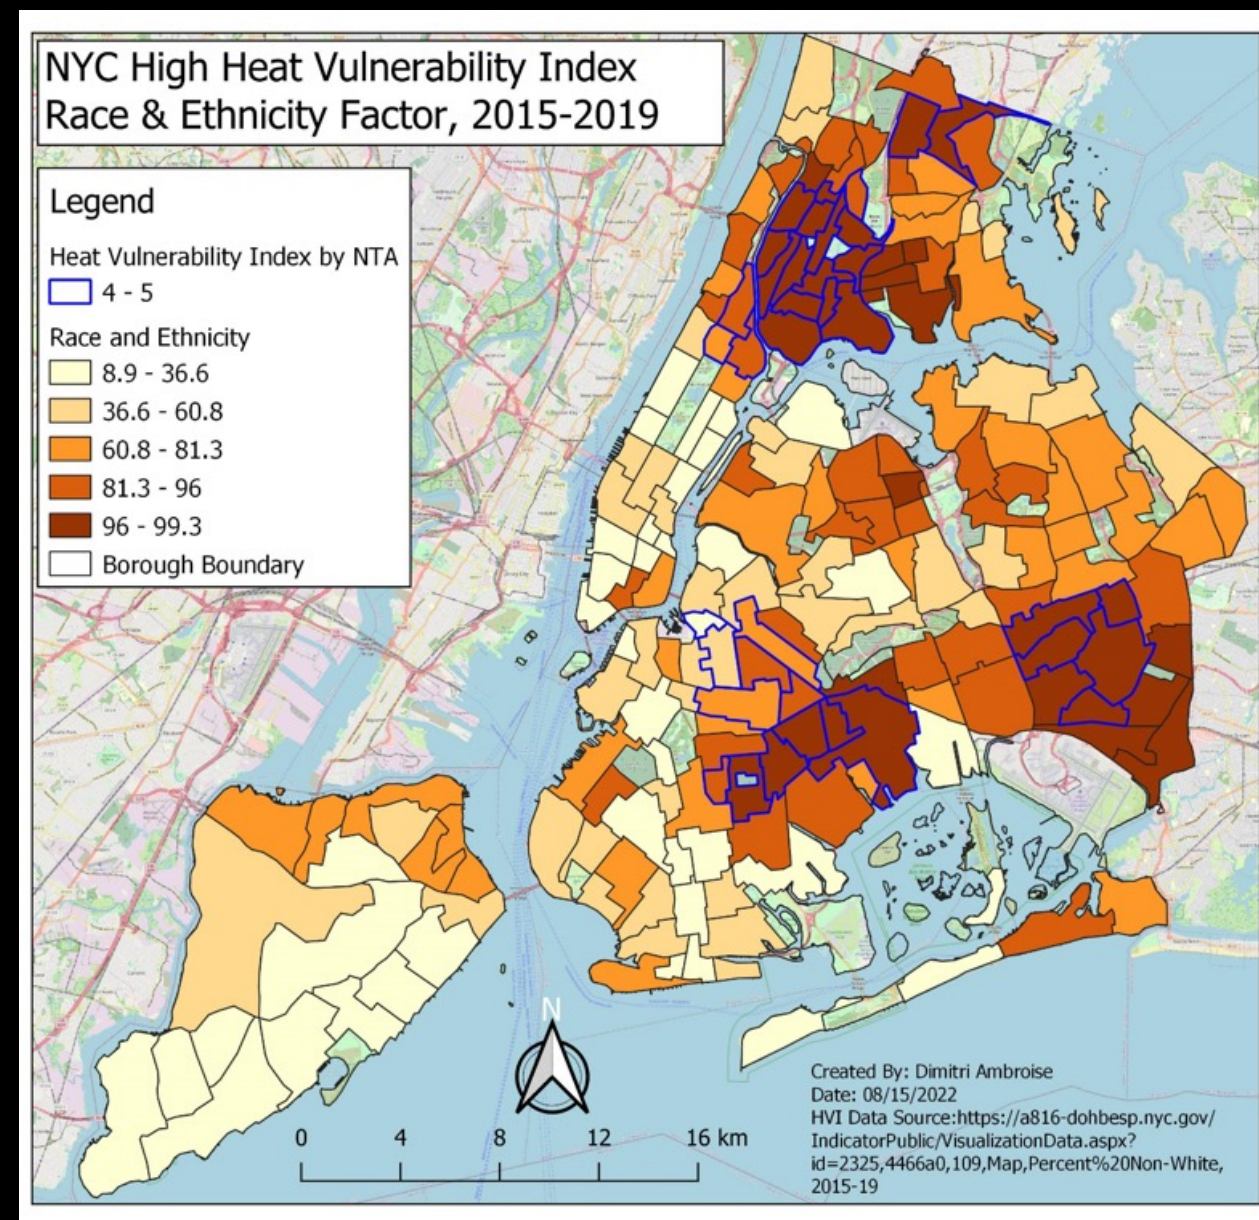 NYC High Heat Vulnerability Index
Race & Ethnicity Factor, 2015-2019
Legend
Heat Vulnerability Index by NTA
4 - 5
Race and Ethnicity
8.9 - 36.6
36.6 - 60.8
60.8 - 81.3
81.3 - 96
96 - 99.3
Borough Boundary
N
0 4 8 12 16 km
Created By: Dimitri Ambroise
Date: 08/15/2022
HVI Data Source:https://a816-dohbesp.nyc.gov/
IndicatorPublic/VisualizationData.aspx?
id=2325,4466a0,109,Map,Percent%20Non-White,
2015-19